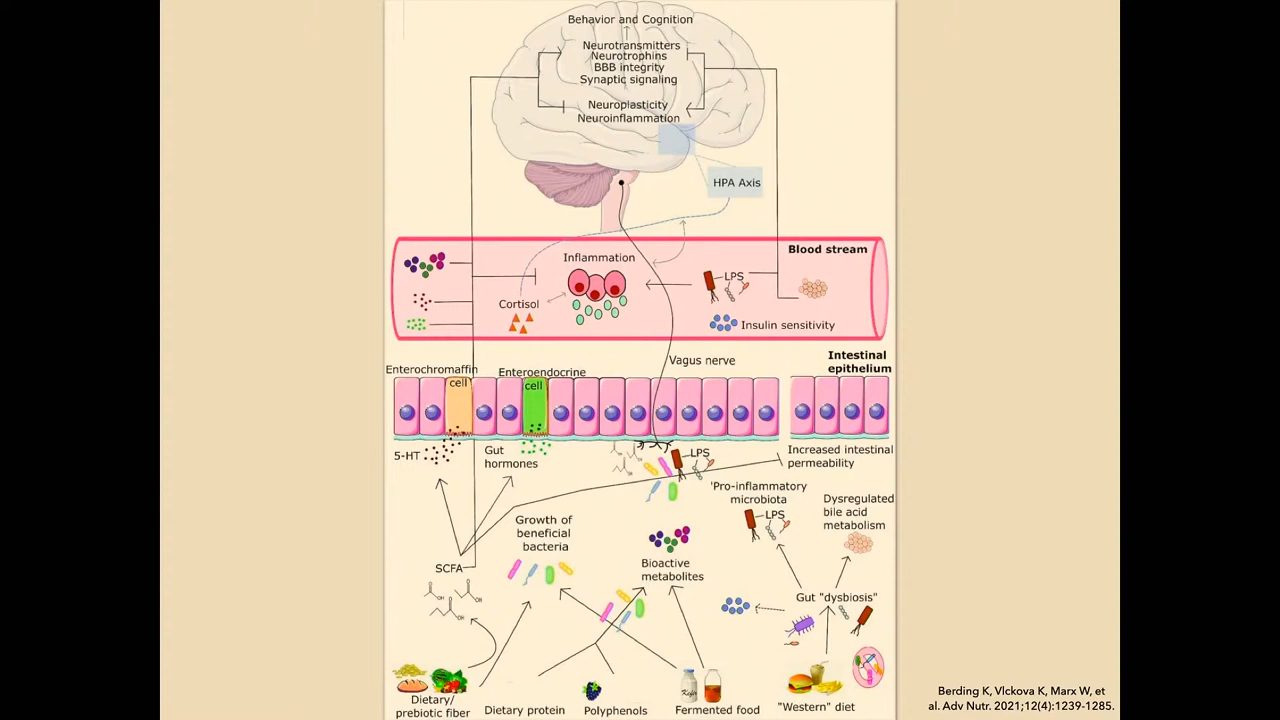 Behavior and Cognition
Neurotransmitters
Neurotrophins
BBB integrity
Synaptic signaling
Neuroplasticity
Neuroinflammation
HPA Axis
Blood stream
Inflammation
LPS
Cortisol
Insulin sensitivity
Vagus nerve
Intestinal
epithelium
Enterochromaffin
cell
Enteroendocrine
cell
5-HT
Gut
hormones
LPS
Increased intestinal
permeability
'Pro-inflammatory
microbiota
LPS
Dysregulated
bile acid
metabolism
Growth of
beneficial
bacteria
Bioactive
metabolites
SCFA
Gut "dysbiosis"
Kefir
Dietary/
prebiotic fiber
Dietary protein
Polyphenols
Fermented food
"Western" diet
Berding K, Vlckova K, Marx W, et
al. Adv Nutr. 2021;12(4):1239-1285.